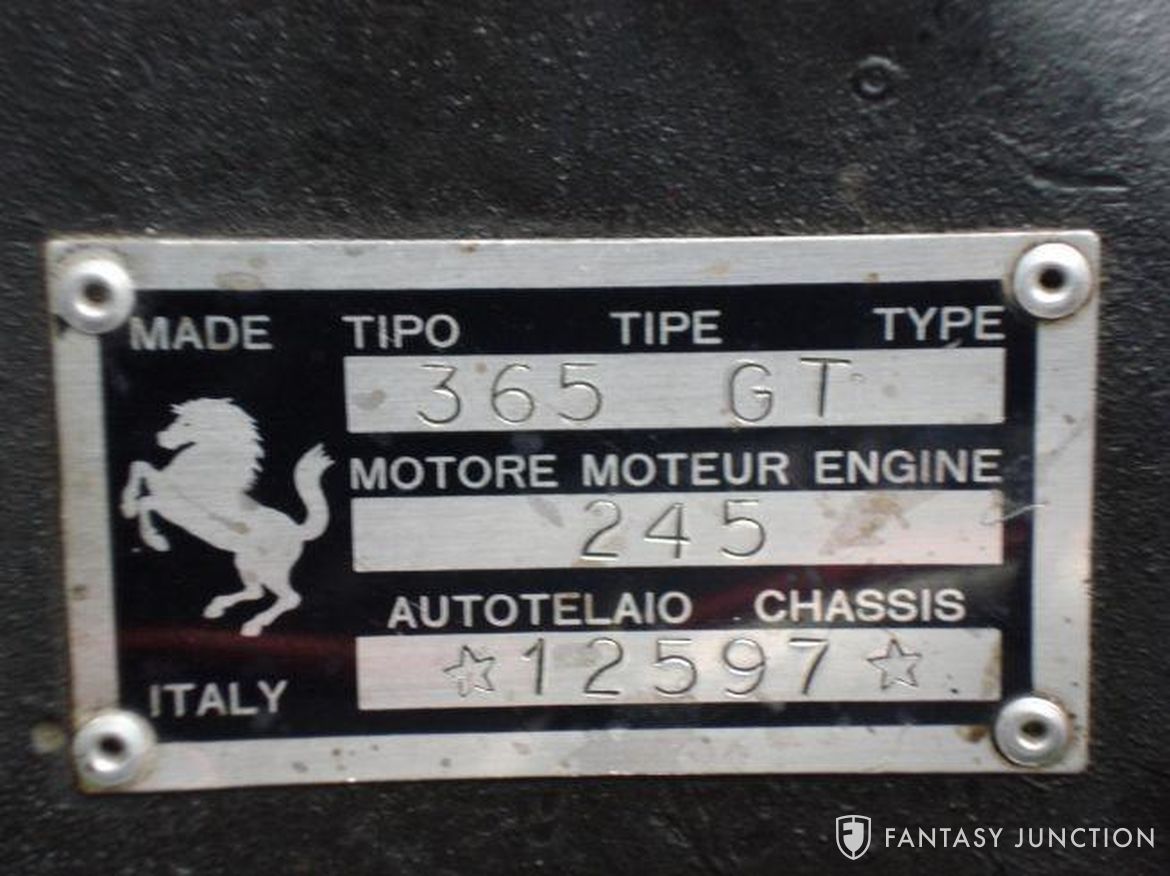 MADE TIPO TIPE TYPE
365 GT
MOTORE MOTEUR ENGINE
245
AUTOTELAIO CHASSIS
☆12597☆
ITALY
FANTASY JUNCTION